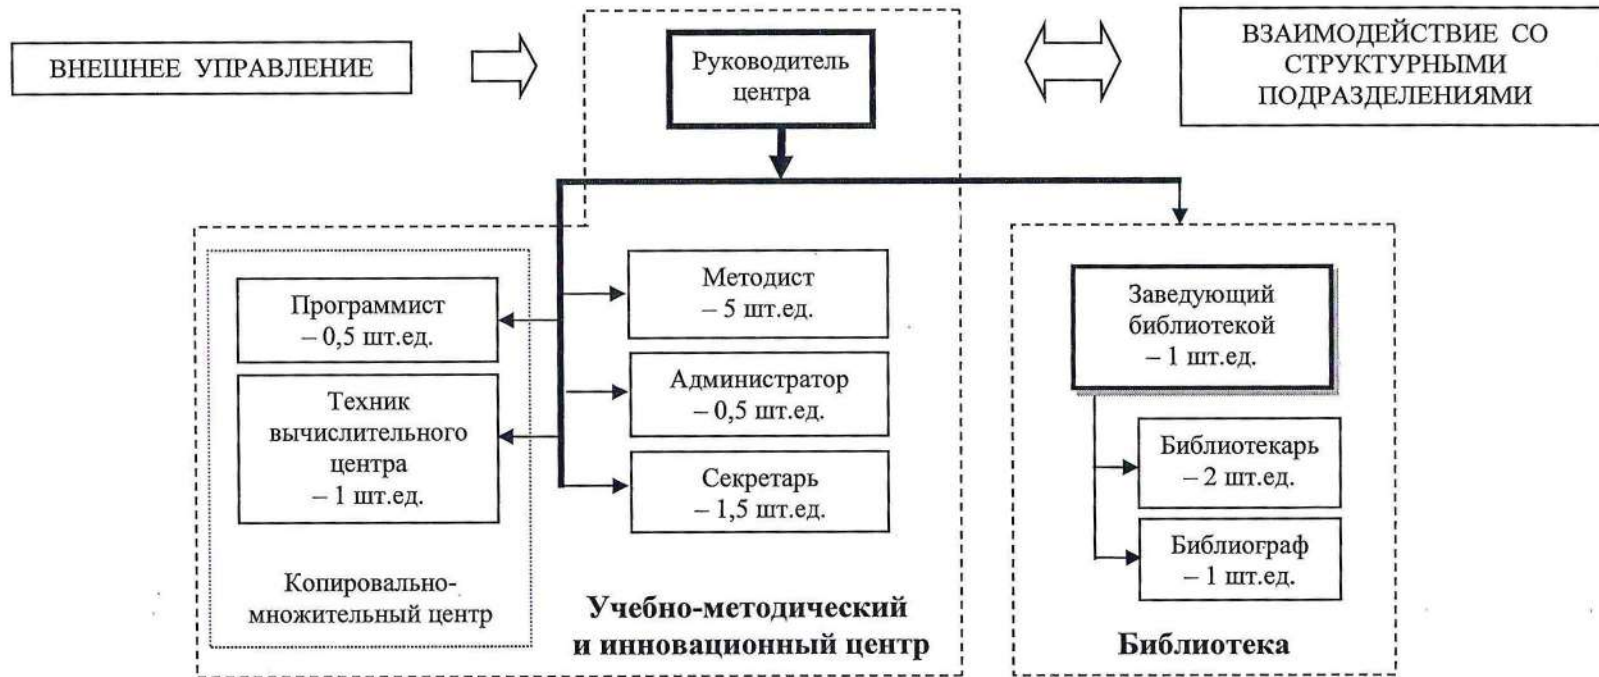 ВНЕШНЕЕ УПРАВЛЕНИЕ
Руководитель
центра
ВЗАИМОДЕЙСТВИЕ СО
СТРУКТУРНЫМИ
ПОДРАЗДЕЛЕНИЯМИ
Программист
– 0,5 шт.ед.
Техник
вычислительного
центра
– 1 шт.ед.
Копировально-
множительный центр
Методист
– 5 шт.ед.
Администратор
– 0,5 шт.ед.
Секретарь
– 1,5 шт.ед.
Учебно-методический
и инновационный центр
Заведующий
библиотекой
– 1 шт.ед.
Библиотекарь
– 2 шт.ед.
Библиограф
– 1 шт.ед.
Библиотека